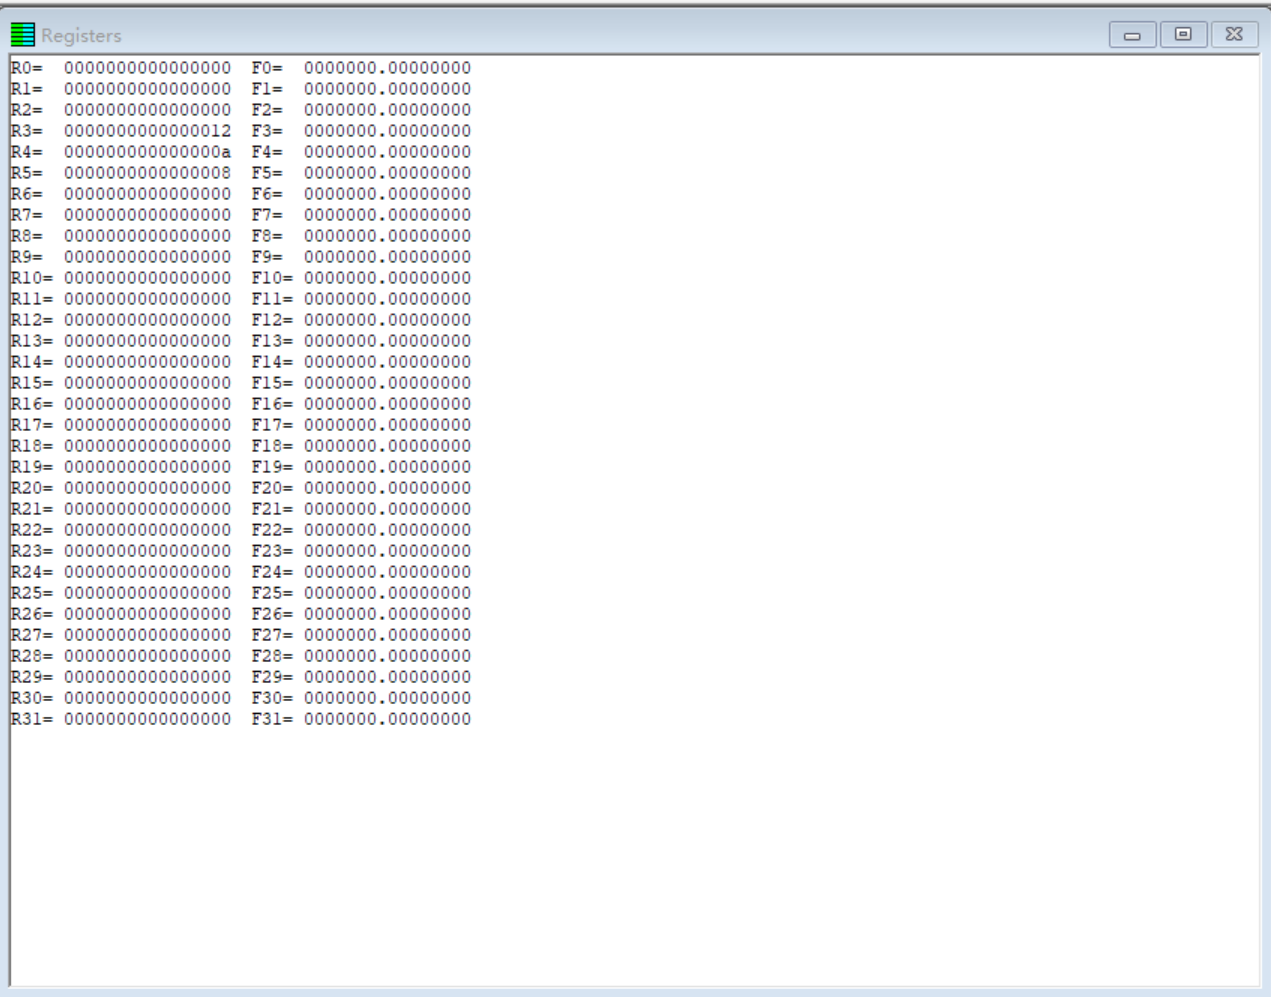 Registers
R0=  0000000000000000  F0=  0000000.00000000
R1=  0000000000000000  F1=  0000000.00000000
R2=  0000000000000000  F2=  0000000.00000000
R3=  0000000000000012  F3=  0000000.00000000
R4=  000000000000000a  F4=  0000000.00000000
R5=  0000000000000008  F5=  0000000.00000000
R6=  0000000000000000  F6=  0000000.00000000
R7=  0000000000000000  F7=  0000000.00000000
R8=  0000000000000000  F8=  0000000.00000000
R9=  0000000000000000  F9=  0000000.00000000
R10= 0000000000000000  F10= 0000000.00000000
R11= 0000000000000000  F11= 0000000.00000000
R12= 0000000000000000  F12= 0000000.00000000
R13= 0000000000000000  F13= 0000000.00000000
R14= 0000000000000000  F14= 0000000.00000000
R15= 0000000000000000  F15= 0000000.00000000
R16= 0000000000000000  F16= 0000000.00000000
R17= 0000000000000000  F17= 0000000.00000000
R18= 0000000000000000  F18= 0000000.00000000
R19= 0000000000000000  F19= 0000000.00000000
R20= 0000000000000000  F20= 0000000.00000000
R21= 0000000000000000  F21= 0000000.00000000
R22= 0000000000000000  F22= 0000000.00000000
R23= 0000000000000000  F23= 0000000.00000000
R24= 0000000000000000  F24= 0000000.00000000
R25= 0000000000000000  F25= 0000000.00000000
R26= 0000000000000000  F26= 0000000.00000000
R27= 0000000000000000  F27= 0000000.00000000
R28= 0000000000000000  F28= 0000000.00000000
R29= 0000000000000000  F29= 0000000.00000000
R30= 0000000000000000  F30= 0000000.00000000
R31= 0000000000000000  F31= 0000000.00000000